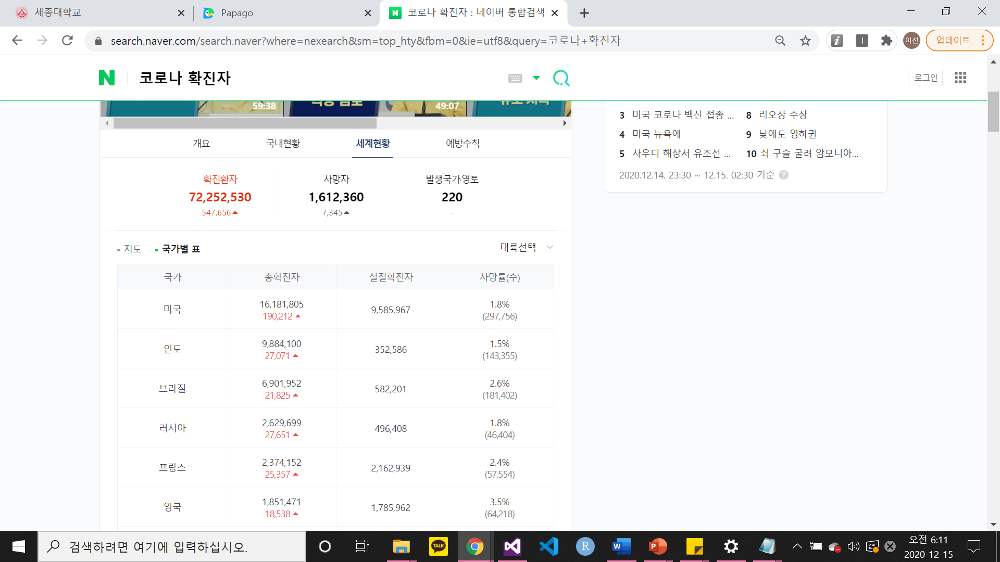 세종대학교
Papago
코로나 확진자 : 네이버 통합검색
search.naver.com/search.naver?where=nexearch&sm=top_hty&fbm=0&ie=utf8&query=코로나+확진자
이선
업데이트
N
코로나 확진자
로그인
59:38
49:07
3 미국 코로나 백신 접종 ...
8 리오상 수상
4 미국 뉴욕에
9 낮에도 영하권
5 사우디 해상서 유조선 ...
10 쇠 구슬 굴려 암모니아...
2020.12.14. 23:30 ~ 12.15. 02:30 기준 ?
개요 국내현황 세계현황 예방수칙
확진환자 사망자 발생국가·영토
72,252,530 1,612,360 220
547,656▲ 7,345▲ -
지도 국가별 표 대륙선택
국가 총확진자 실질확진자 사망률(수)
미국 16,181,805 9,585,967 1.8%
190,212 ▲ (297,756)
인도 9,884,100 352,586 1.5%
27,071 ▲ (143,355)
브라질 6,901,952 582,201 2.6%
21,825 ▲ (181,402)
러시아 2,629,699 496,408 1.8%
27,651 ▲ (46,404)
프랑스 2,374,152 2,162,939 2.4%
25,357 ▲ (57,554)
영국 1,851,471 1,785,962 3.5%
18,538 ▲ (64,218)
검색하려면 여기에 입력하십시오.
TALK
R
W
P
오전 6:11
2020-12-15